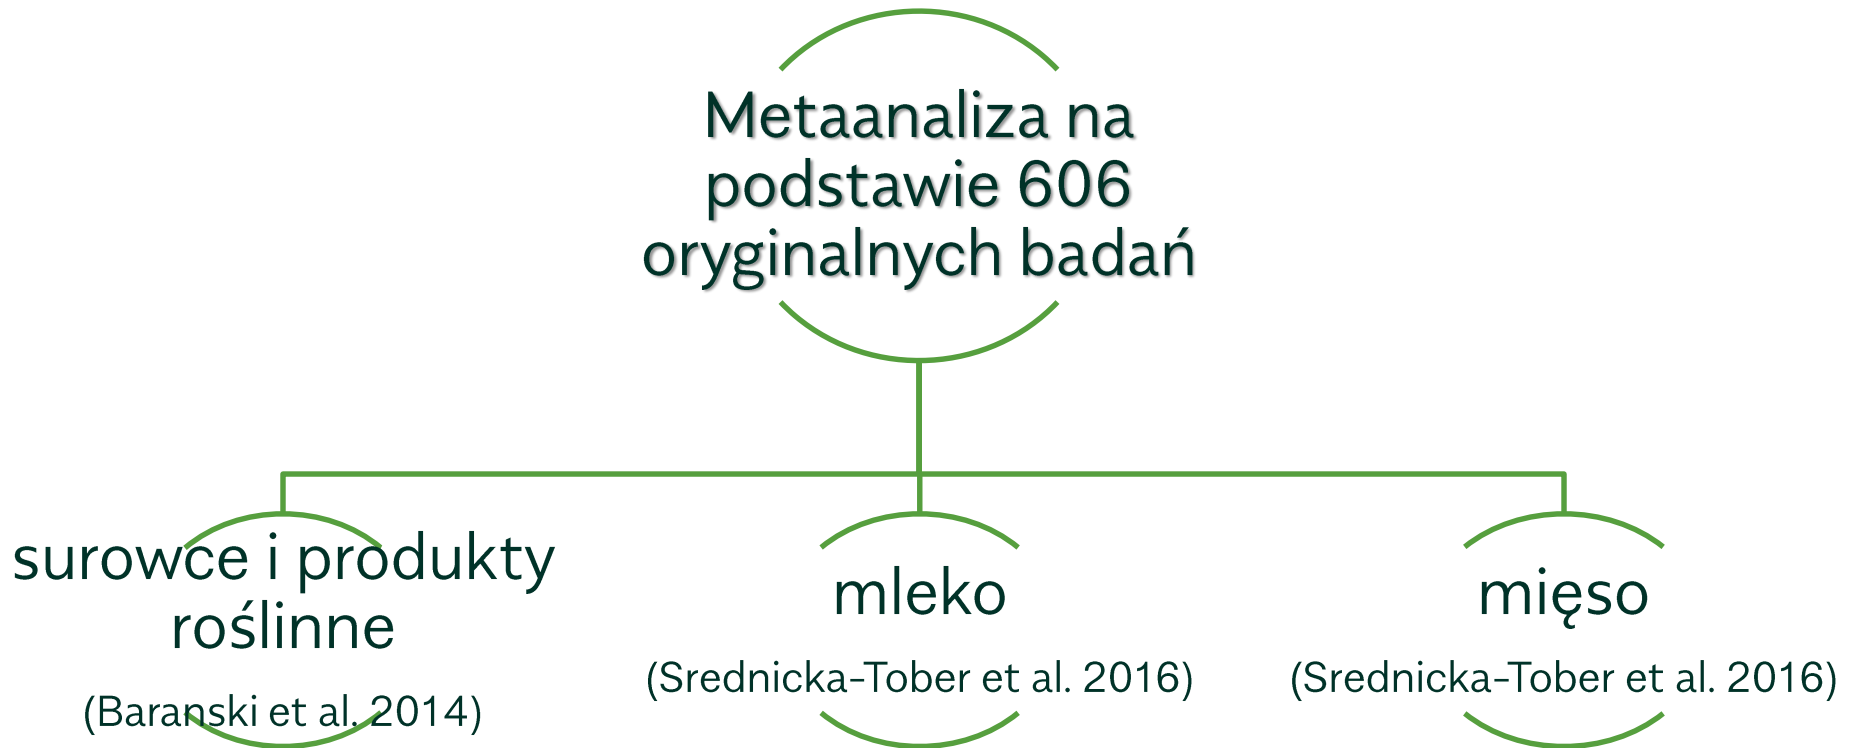 Metaanaliza na
podstawie 606
oryginalnych badań
surowce i produkty
roślinne
(Baranski et al. 2014)
mleko
(Srednicka-Tober et al. 2016)
mięso
(Srednicka-Tober et al. 2016)